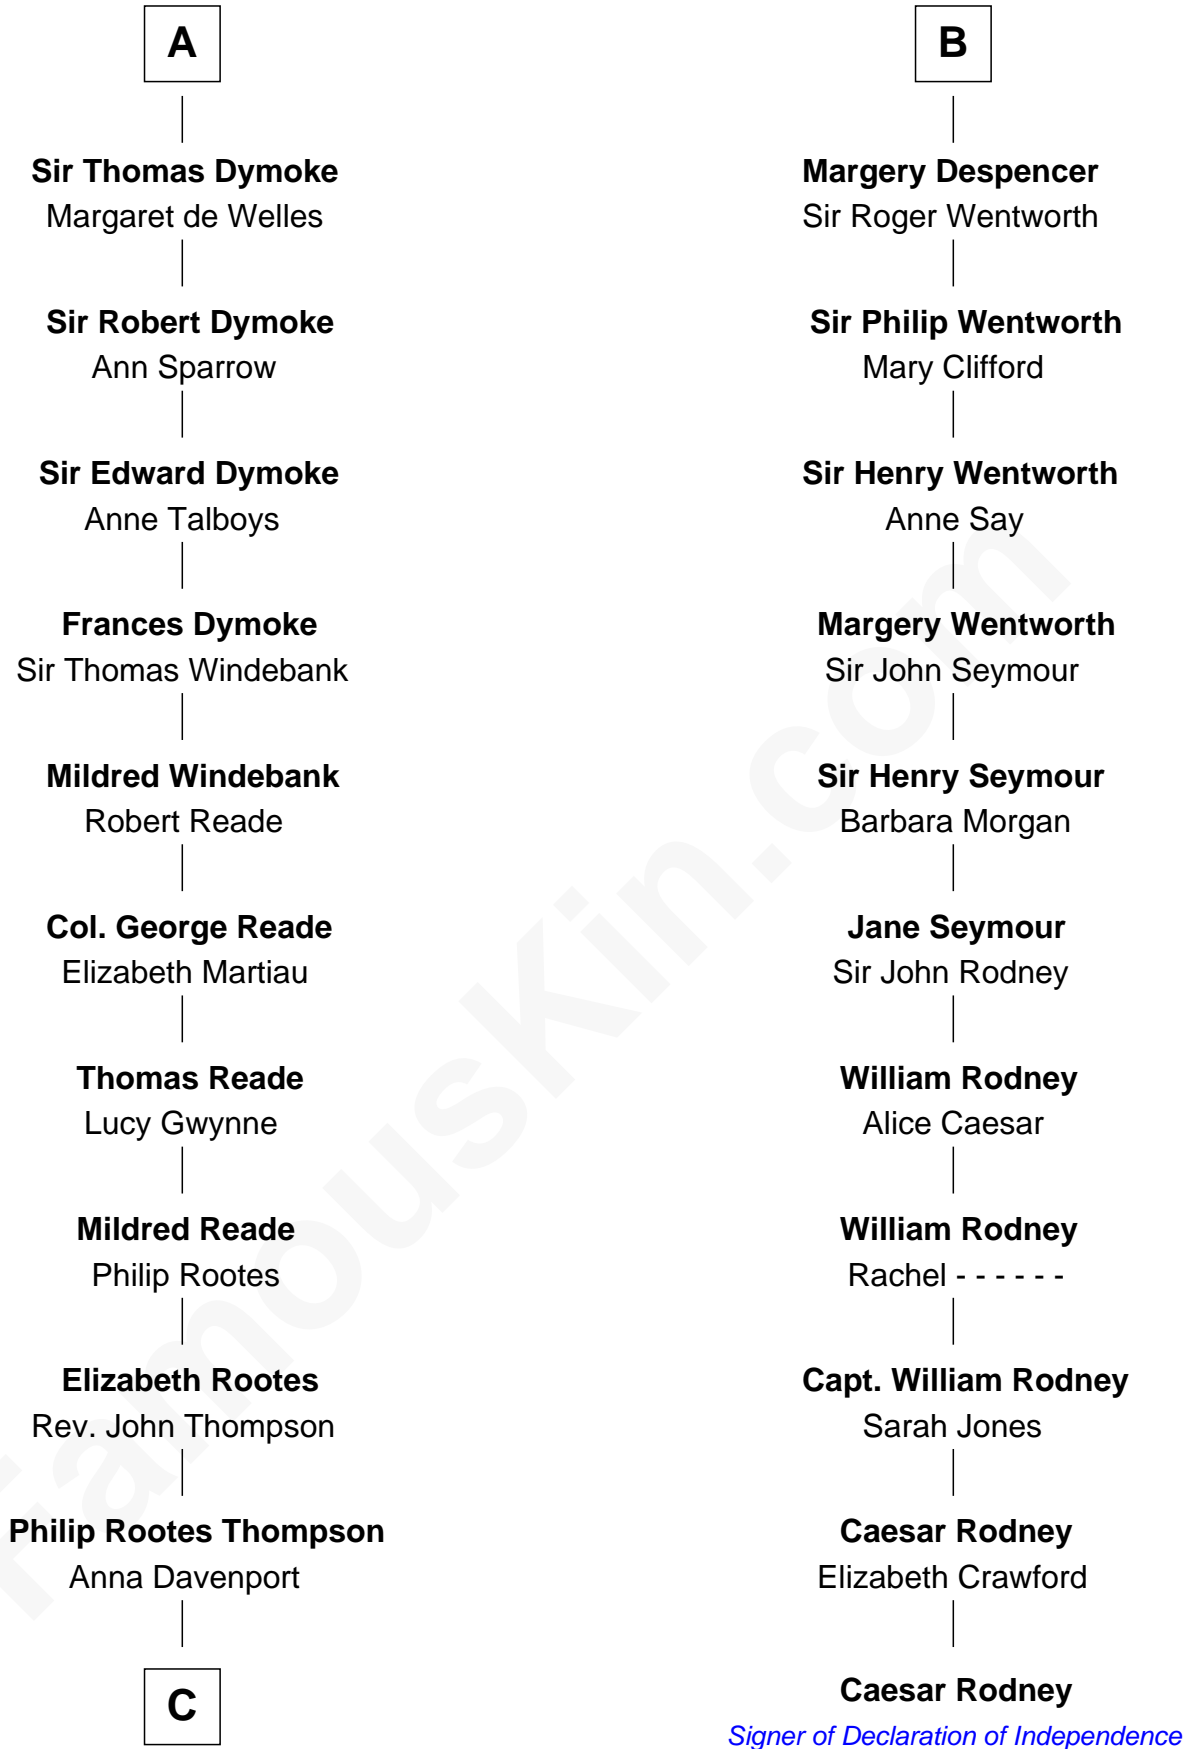 A
Sir Thomas Dymoke
Margaret de Welles
Sir Robert Dymoke
Ann Sparrow
Sir Edward Dymoke
Anne Talboys
Frances Dymoke
Sir Thomas Windebank
Mildred Windebank
Robert Reade
Col. George Reade
Elizabeth Martiau
Thomas Reade
Lucy Gwynne
Mildred Reade
Philip Rootes
Elizabeth Rootes
Rev. John Thompson
Philip Rootes Thompson
Anna Davenport
C
B
Margery Despencer
Sir Roger Wentworth
Sir Philip Wentworth
Mary Clifford
Sir Henry Wentworth
Anne Say
Margery Wentworth
Sir John Seymour
Sir Henry Seymour
Barbara Morgan
Jane Seymour
Sir John Rodney
William Rodney
Alice Caesar
William Rodney
Rachel - - - - - -
Capt. William Rodney
Sarah Jones
Caesar Rodney
Elizabeth Crawford
Caesar Rodney
Signer of Declaration of Independence
FamousKin.com